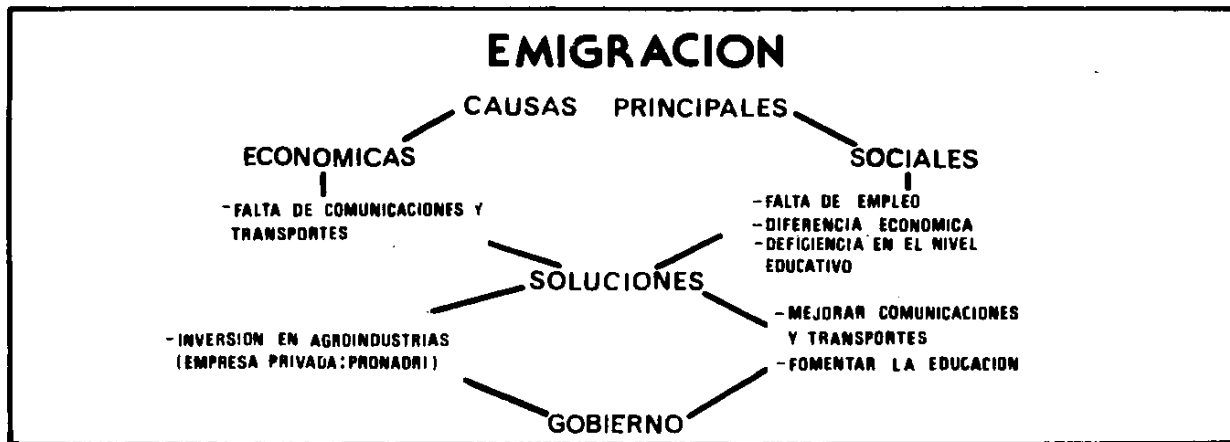 EMIGRACION
CAUSAS PRINCIPALES
ECONOMICAS
- FALTA DE COMUNICACIONES Y
TRANSPORTES
SOCIALES
- FALTA DE EMPLEO
- DIFERENCIA ECONOMICA
- DEFICIENCIA EN EL NIVEL
EDUCATIVO
SOLUCIONES
- INVERSION EN AGROINDUSTRIAS
(EMPRESA PRIVADA: PRONADRI)
- MEJORAR COMUNICACIONES
Y TRANSPORTES
- FOMENTAR LA EDUCACION
GOBIERNO